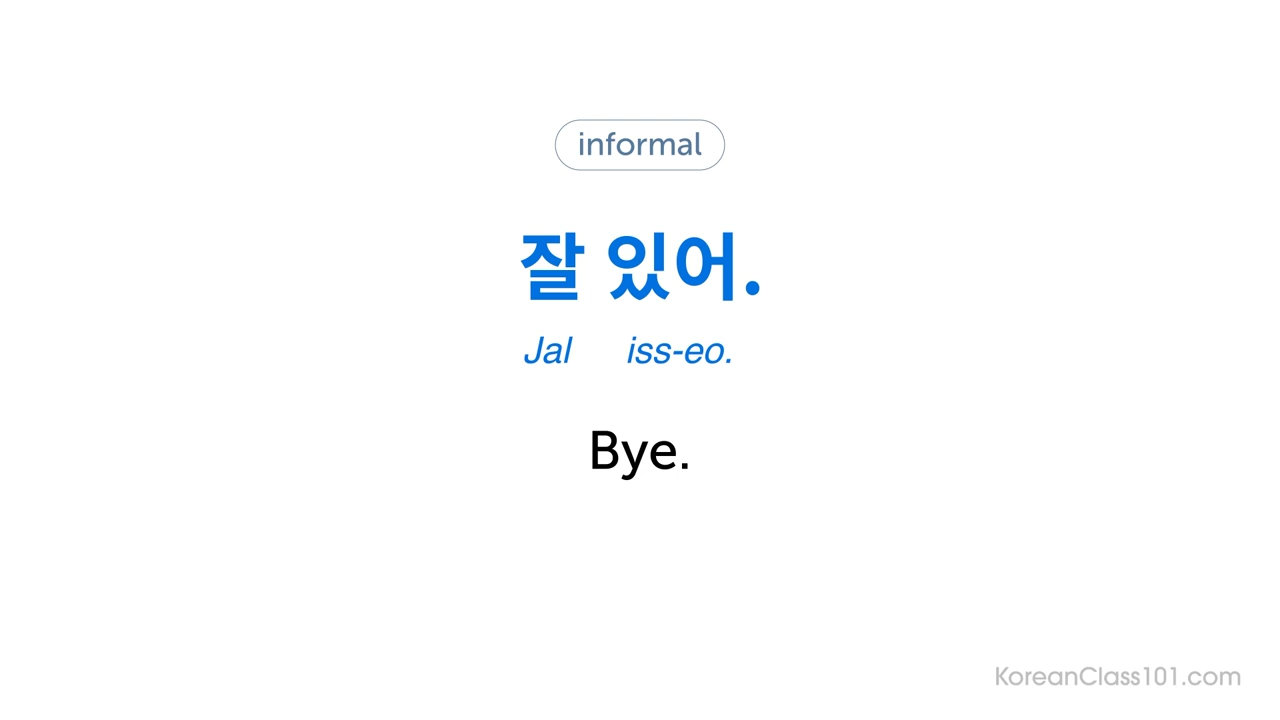 informal
잘 있어.
Jal iss-eo.
Bye.
KoreanClass101.com